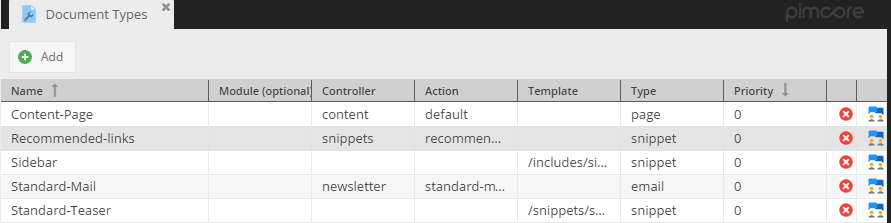 Document Types
pimcore
Add
Name Module (optional) Controller Action Template Type Priority
Content-Page content default page 0
Recommended-links snippets recommen... snippet 0
Sidebar /includes/si... snippet 0
Standard-Mail newsletter standard-m... email 0
Standard-Teaser /snippets/s... snippet 0